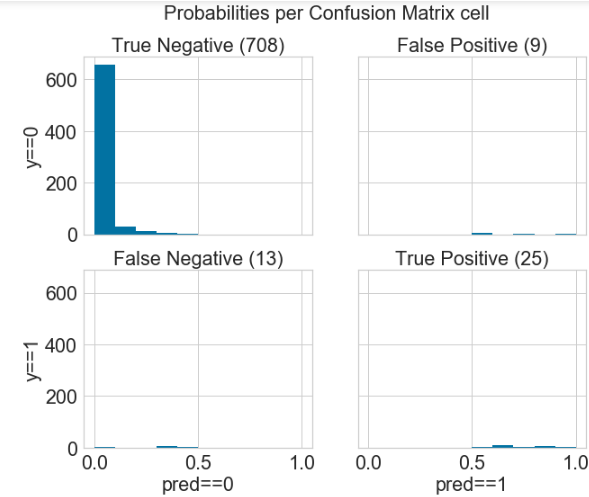 Probabilities per Confusion Matrix cell
True Negative (708)
False Positive (9)
600
400
200
0
y==0
False Negative (13)
True Positive (25)
600
400
200
0
y==1
0.0 0.5 1.0
0.0 0.5 1.0
pred==0
pred==1